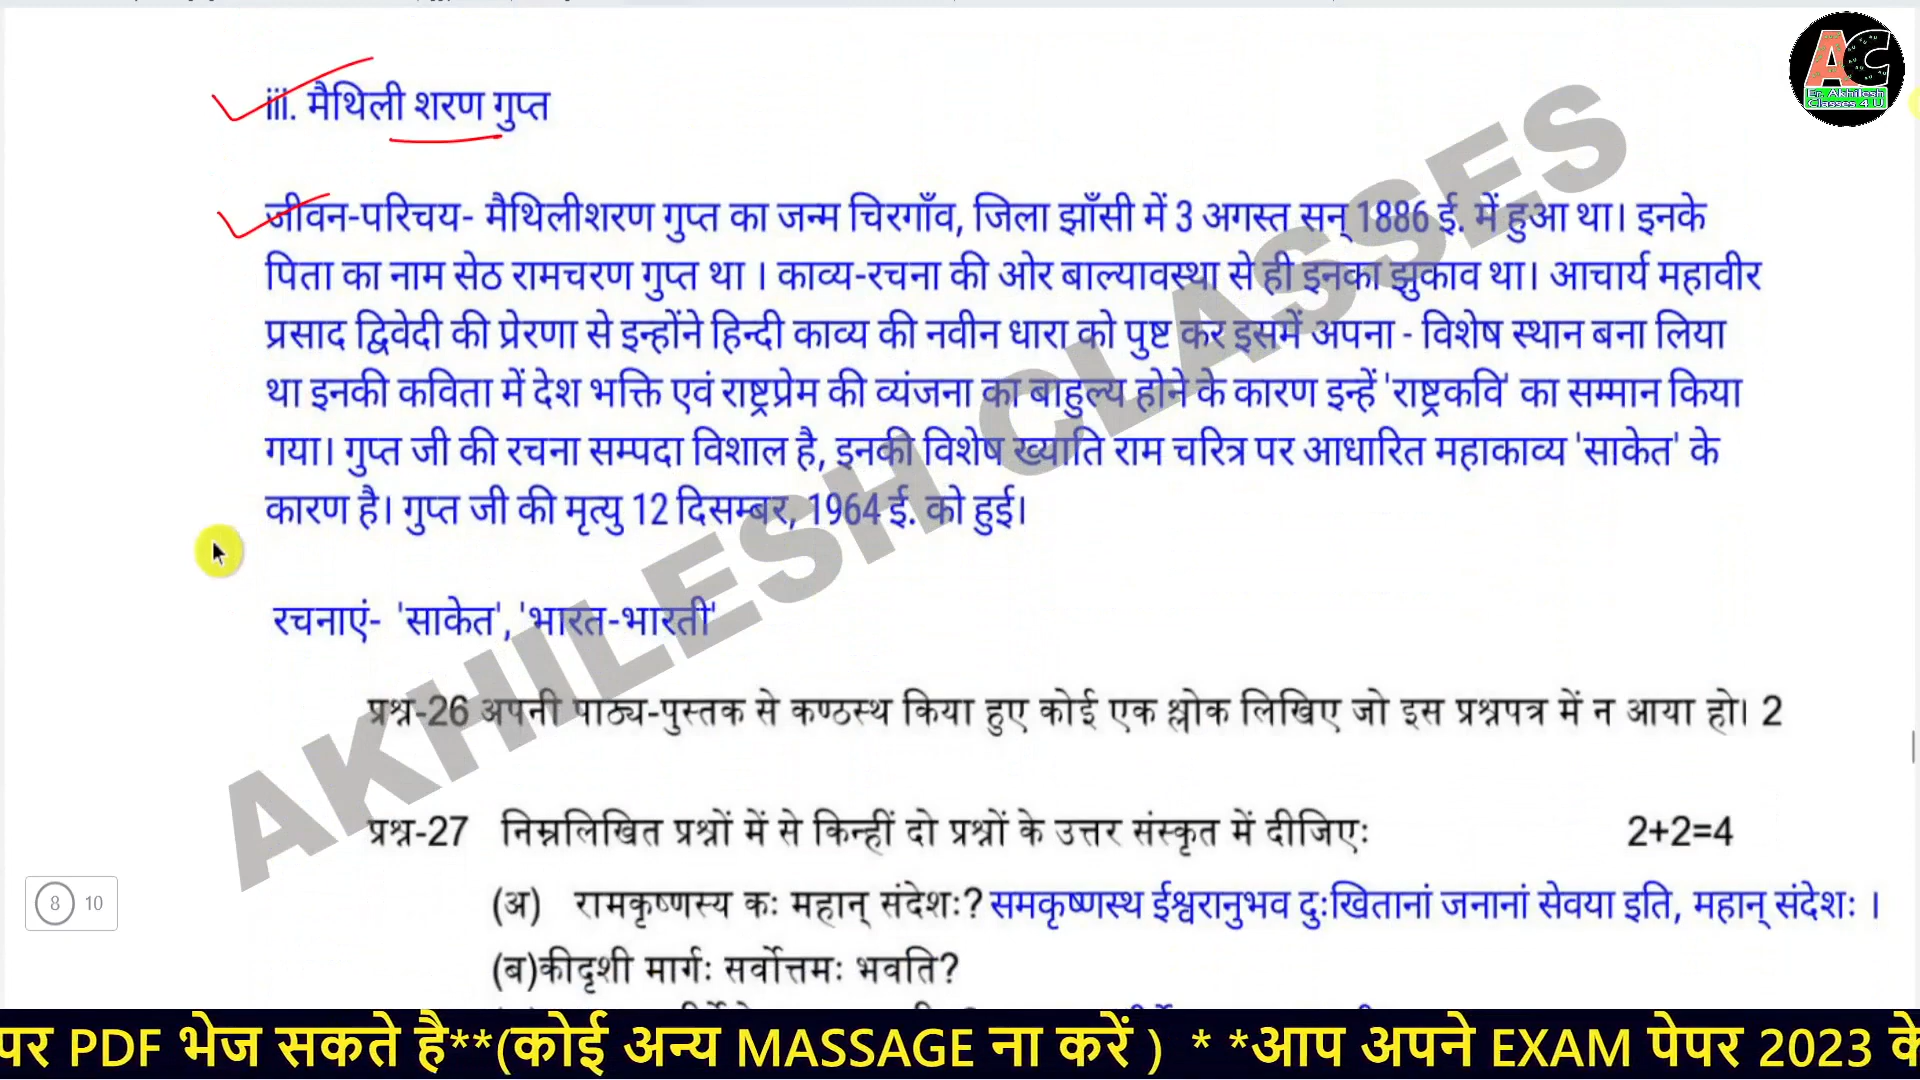 AC
Er. Akhilesh
Classes 4 U
iii. मैथिली शरण गुप्त
जीवन-परिचय- मैथिलीशरण गुप्त का जन्म चिरगाँव, जिला झाँसी में 3 अगस्त सन् 1886 ई. में हुआ था। इनके
पिता का नाम सेठ रामचरण गुप्त था । काव्य-रचना की ओर बाल्यावस्था से ही इनका झुकाव था। आचार्य महावीर
प्रसाद द्विवेदी की प्रेरणा से इन्होंने हिन्दी काव्य की नवीन धारा को पुष्ट कर इसमें अपना - विशेष स्थान बना लिया
था इनकी कविता में देश भक्ति एवं राष्ट्रप्रेम की व्यंजना का बाहुल्य होने के कारण इन्हें 'राष्ट्रकवि' का सम्मान किया
गया। गुप्त जी की रचना सम्पदा विशाल है, इनकी विशेष ख्याति राम चरित्र पर आधारित महाकाव्य 'साकेत' के
कारण है। गुप्त जी की मृत्यु 12 दिसम्बर, 1964 ई. को हुई।
रचनाएं- 'साकेत', 'भारत-भारती'
AKHILESH CLASSES
प्रश्न-26 अपनी पाठ्य-पुस्तक से कण्ठस्थ किया हुए कोई एक श्लोक लिखिए जो इस प्रश्नपत्र में न आया हो। 2
प्रश्न-27 निम्नलिखित प्रश्नों में से किन्हीं दो प्रश्नों के उत्तर संस्कृत में दीजिए: 2+2=4
(अ) रामकृष्णस्य कः महान् संदेशः? समकृष्णस्थ ईश्वरानुभव दुःखितानां जनानां सेवया इति, महान् संदेशः ।
8 10
(ब)कीदृशी मार्गः सर्वोत्तमः भवति?
पर PDF भेज सकते है**(कोई अन्य MASSAGE ना करें ) * *आप अपने EXAM पेपर 2023 के